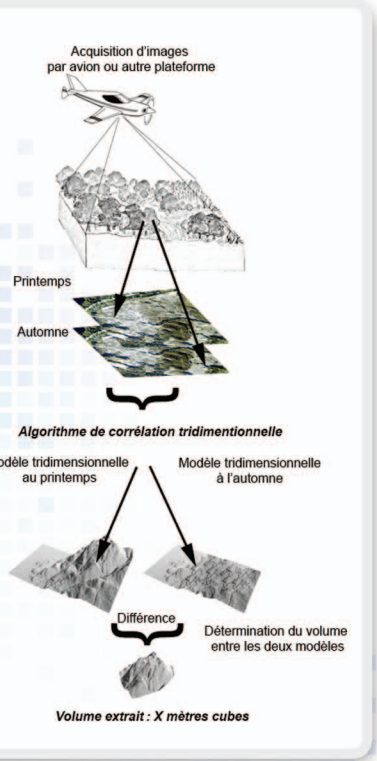 Acquisition d'images
par avion ou autre plateforme
Printemps
Automne
Algorithme de corrélation tridimentionnelle
odèle tridimensionnelle
au printemps
Modèle tridimensionnelle
à l'automne
Différence
Détermination du volume
entre les deux modèles
Volume extrait : X mètres cubes